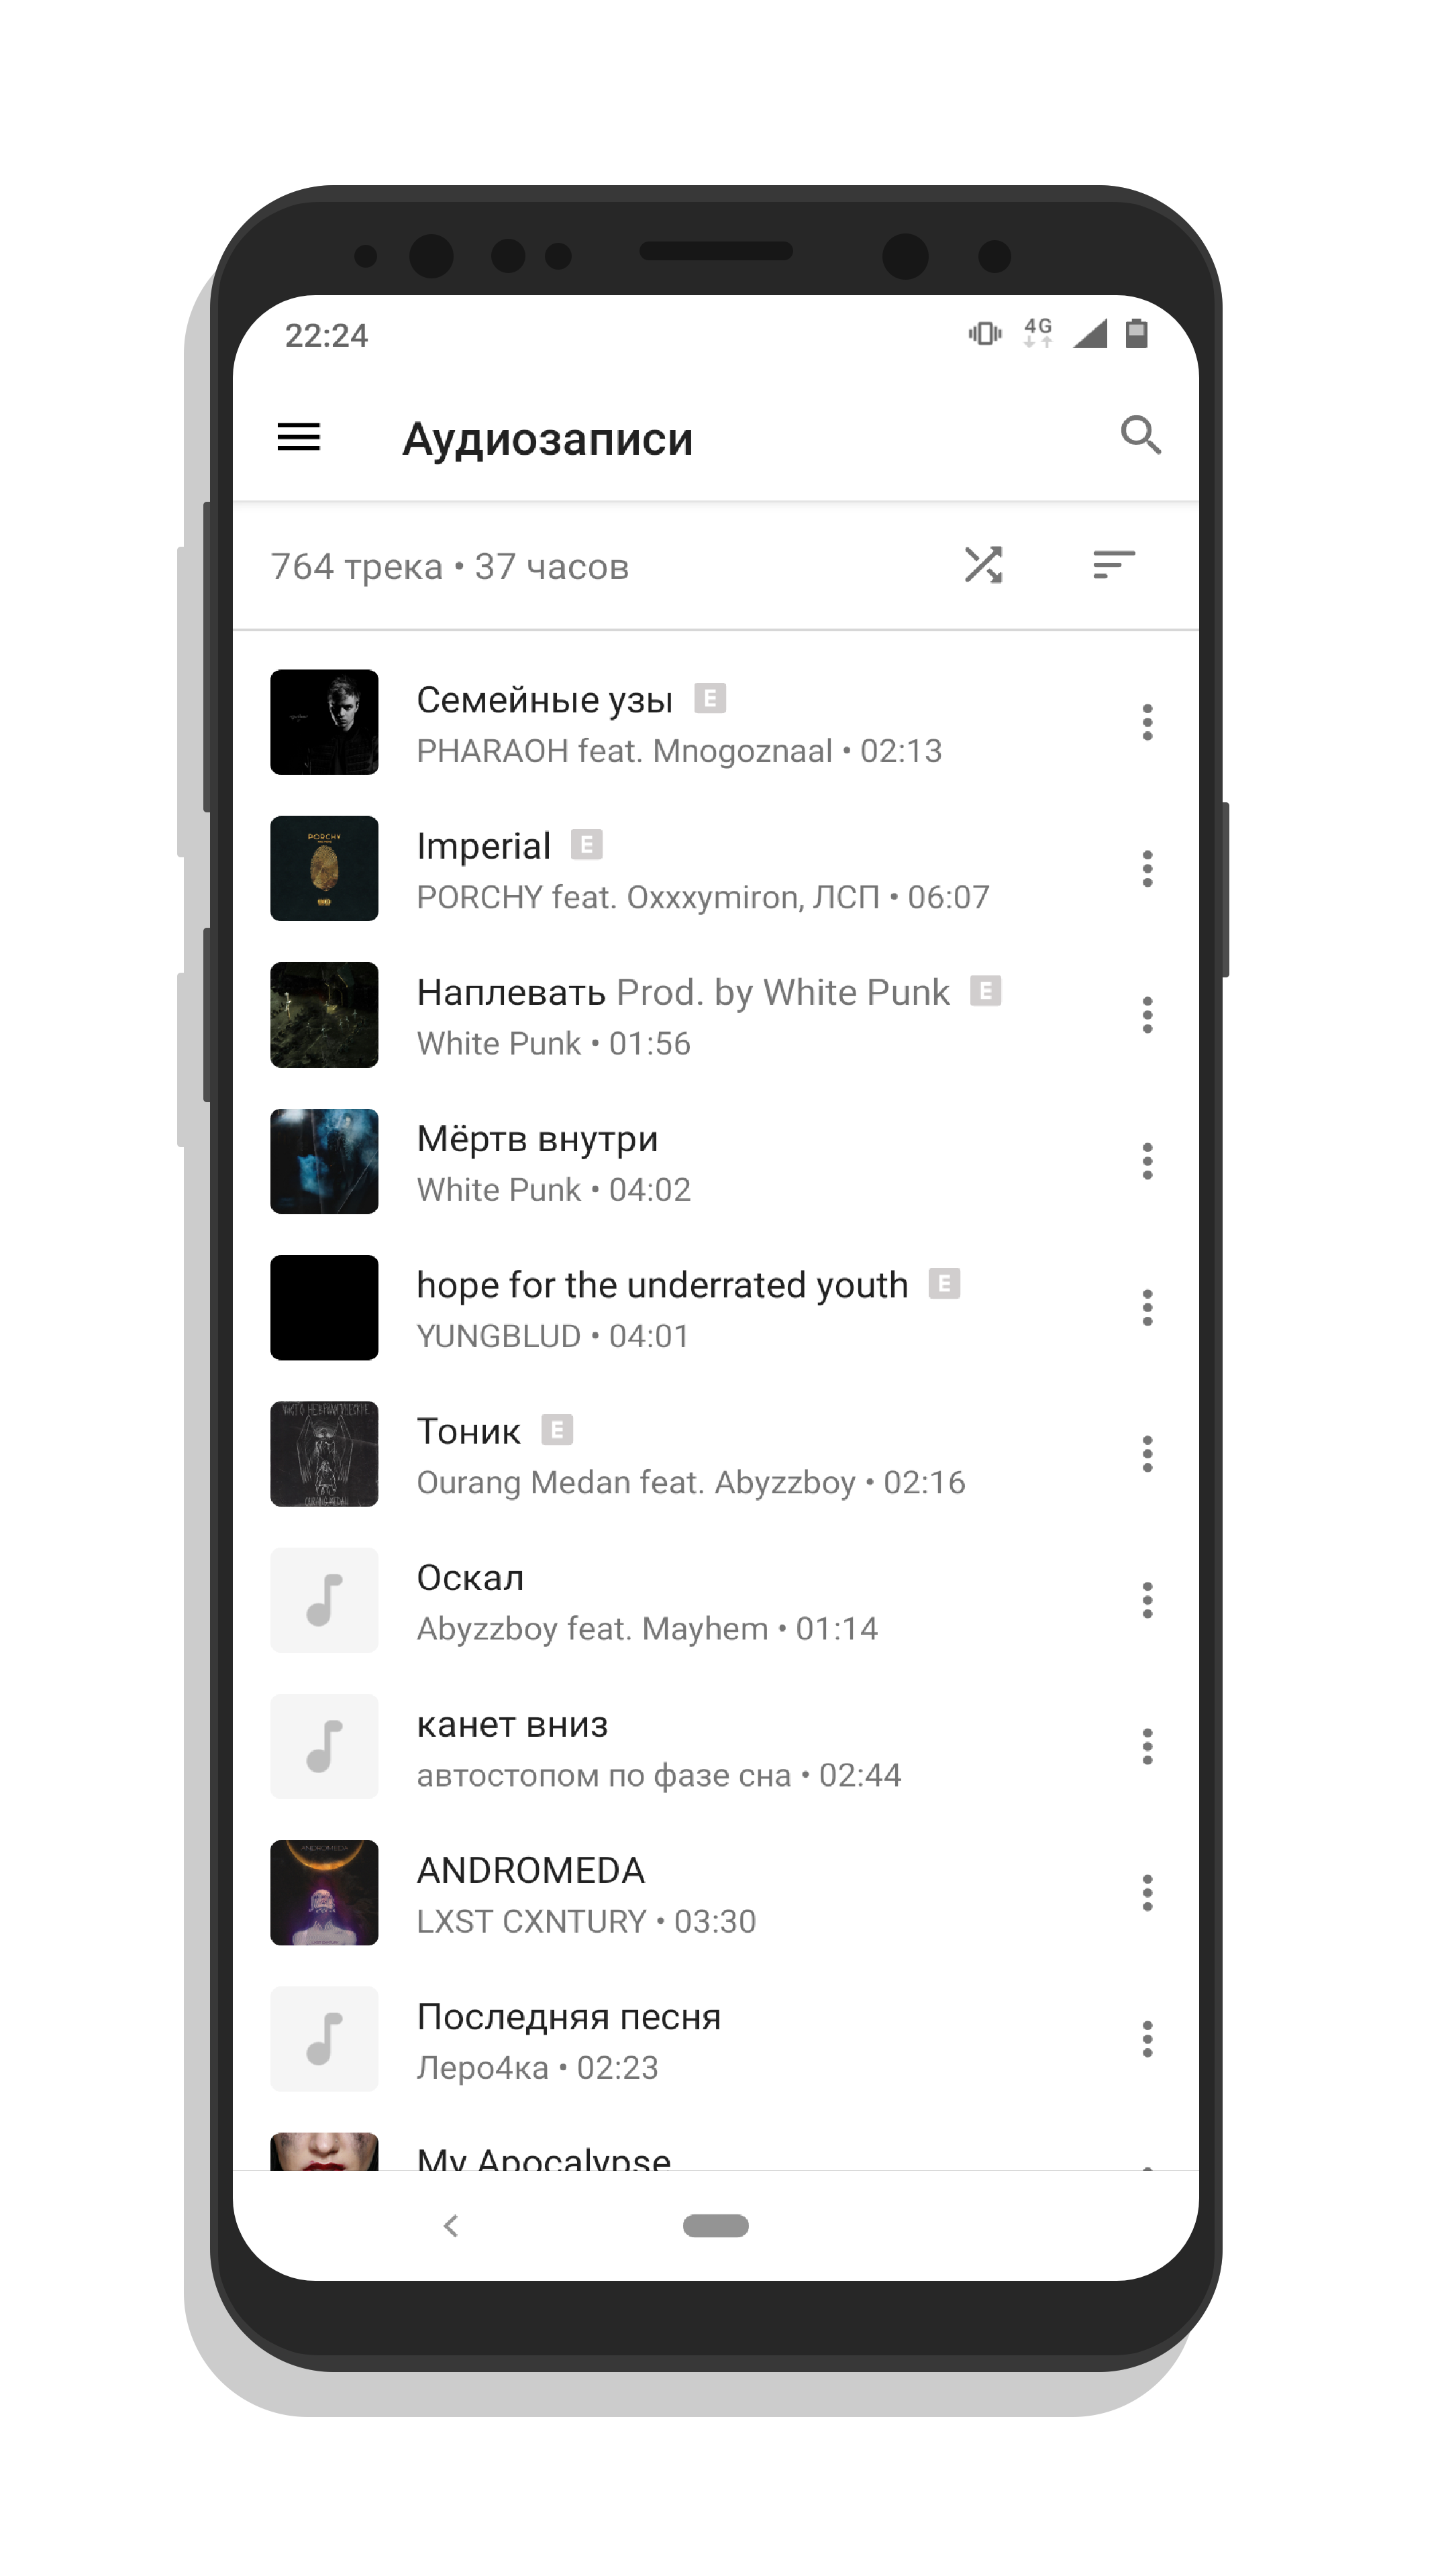 22:24
4G
Аудиозаписи
764 трека • 37 часов
Семейные узы E
PHARAOH feat. Mnogoznaal • 02:13
PORCHY
Imperial E
PORCHY feat. Oxxxymiron, ЛСП • 06:07
Наплевать Prod. by White Punk E
White Punk • 01:56
Мёртв внутри
White Punk • 04:02
hope for the underrated youth E
YUNGBLUD • 04:01
Тоник E
Ourang Medan feat. Abyzzboy • 02:16
Оскал
Abyzzboy feat. Mayhem • 01:14
канет вниз
автостопом по фазе сна • 02:44
ANDROMEDA
ANDROMEDA
LXST CXNTURY • 03:30
Последняя песня
Леро4ка • 02:23
My Apocalypse